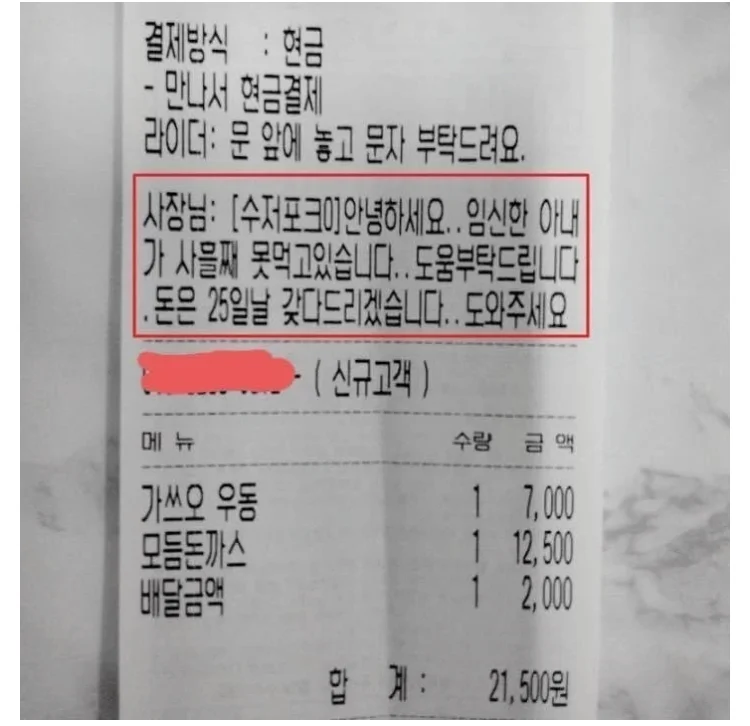 결제방식 : 현금
- 만나서 현금결제
라이더: 문 앞에 놓고 문자 부탁드려요.
사장님: [수저포크0]안녕하세요..임신한 아내
가 사흘째 못먹고있습니다..도움부탁드립니다
.돈은 25일날 갖다드리겠습니다..도와주세요
- ( 신규고객 )
메 뉴 수량 금 액
가쓰오 우동 1 7,000
모듬돈까스 1 12,500
배달금액 1 2,000
합 계 : 21,500원